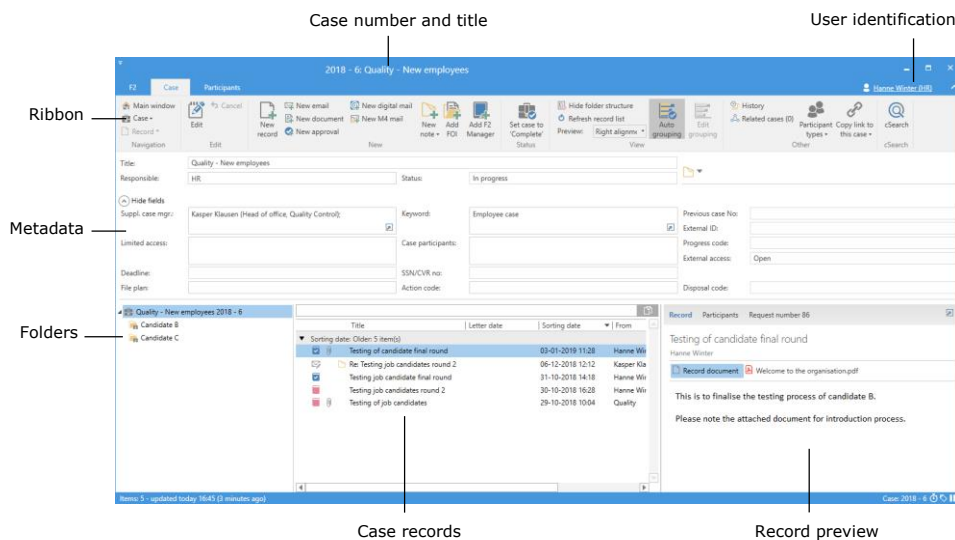 Case number and title
User identification
2018 - 6: Quality - New employees
F2 Case Participants
Hanne Winter (HR)
Ribbon
Main window
Case
Record
Navigation
Edit
Cancel
Edit
New record
New email
New document
New approval
New digital mail
New M4 mail
New note
Add FOI
Add F2 Manager
New
Set case to 'Complete'
Status
Hide folder structure
Refresh record list
Preview: Right alignme
Auto grouping
Edit grouping
View
History
Related cases (0)
Participant types
Copy link to this case
Other
cSearch
cSearch
Title: Quality - New employees
Responsible: HR Status: In progress
Hide fields
Metadata
Suppl. case mgr.: Kasper Klausen (Head of office, Quality Control); Keyword: Employee case Previous case No:
External ID:
Limited access: Case participants: Progress code:
External access: Open
Deadline: SSN/CVR no:
File plan: Action code: Disposal code:
Folders
Quality - New employees 2018 - 6
Candidate B
Candidate C
Title Letter date Sorting date From
Sorting date: Older: 5 item(s)
Testing of candidate final round 03-01-2019 11:28 Hanne Wir
Re: Testing job candidates round 2 06-12-2018 12:12 Kasper Kla
Testing job candidate final round 31-10-2018 14:18 Hanne Wir
Testing job candidates round 2 30-10-2018 16:28 Hanne Wir
Testing of job candidates 29-10-2018 10:04 Quality
Record Participants Request number 86
Testing of candidate final round
Hanne Winter
Record document Welcome to the organisation.pdf
This is to finalise the testing process of candidate B.
Please note the attached document for introduction process.
Items: 5 - updated today 16:45 (3 minutes ago)
Case: 2018 - 6
Case records
Record preview